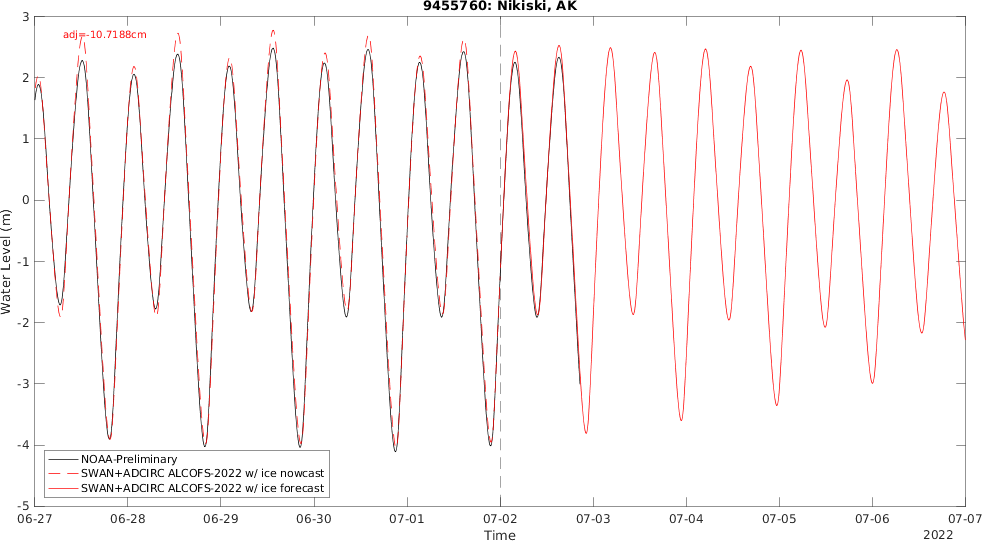 9455760: Nikiski, AK
adj=-10.7188cm
Water Level (m)
3
2
1
0
-1
-2
-3
-4
-5
NOAA-Preliminary
SWAN+ADCIRC ALCOFS-2022 w/ ice nowcast
SWAN+ADCIRC ALCOFS-2022 w/ ice forecast
06-27 06-28 06-29 06-30 07-01 07-02 07-03 07-04 07-05 07-06 07-07
Time
2022